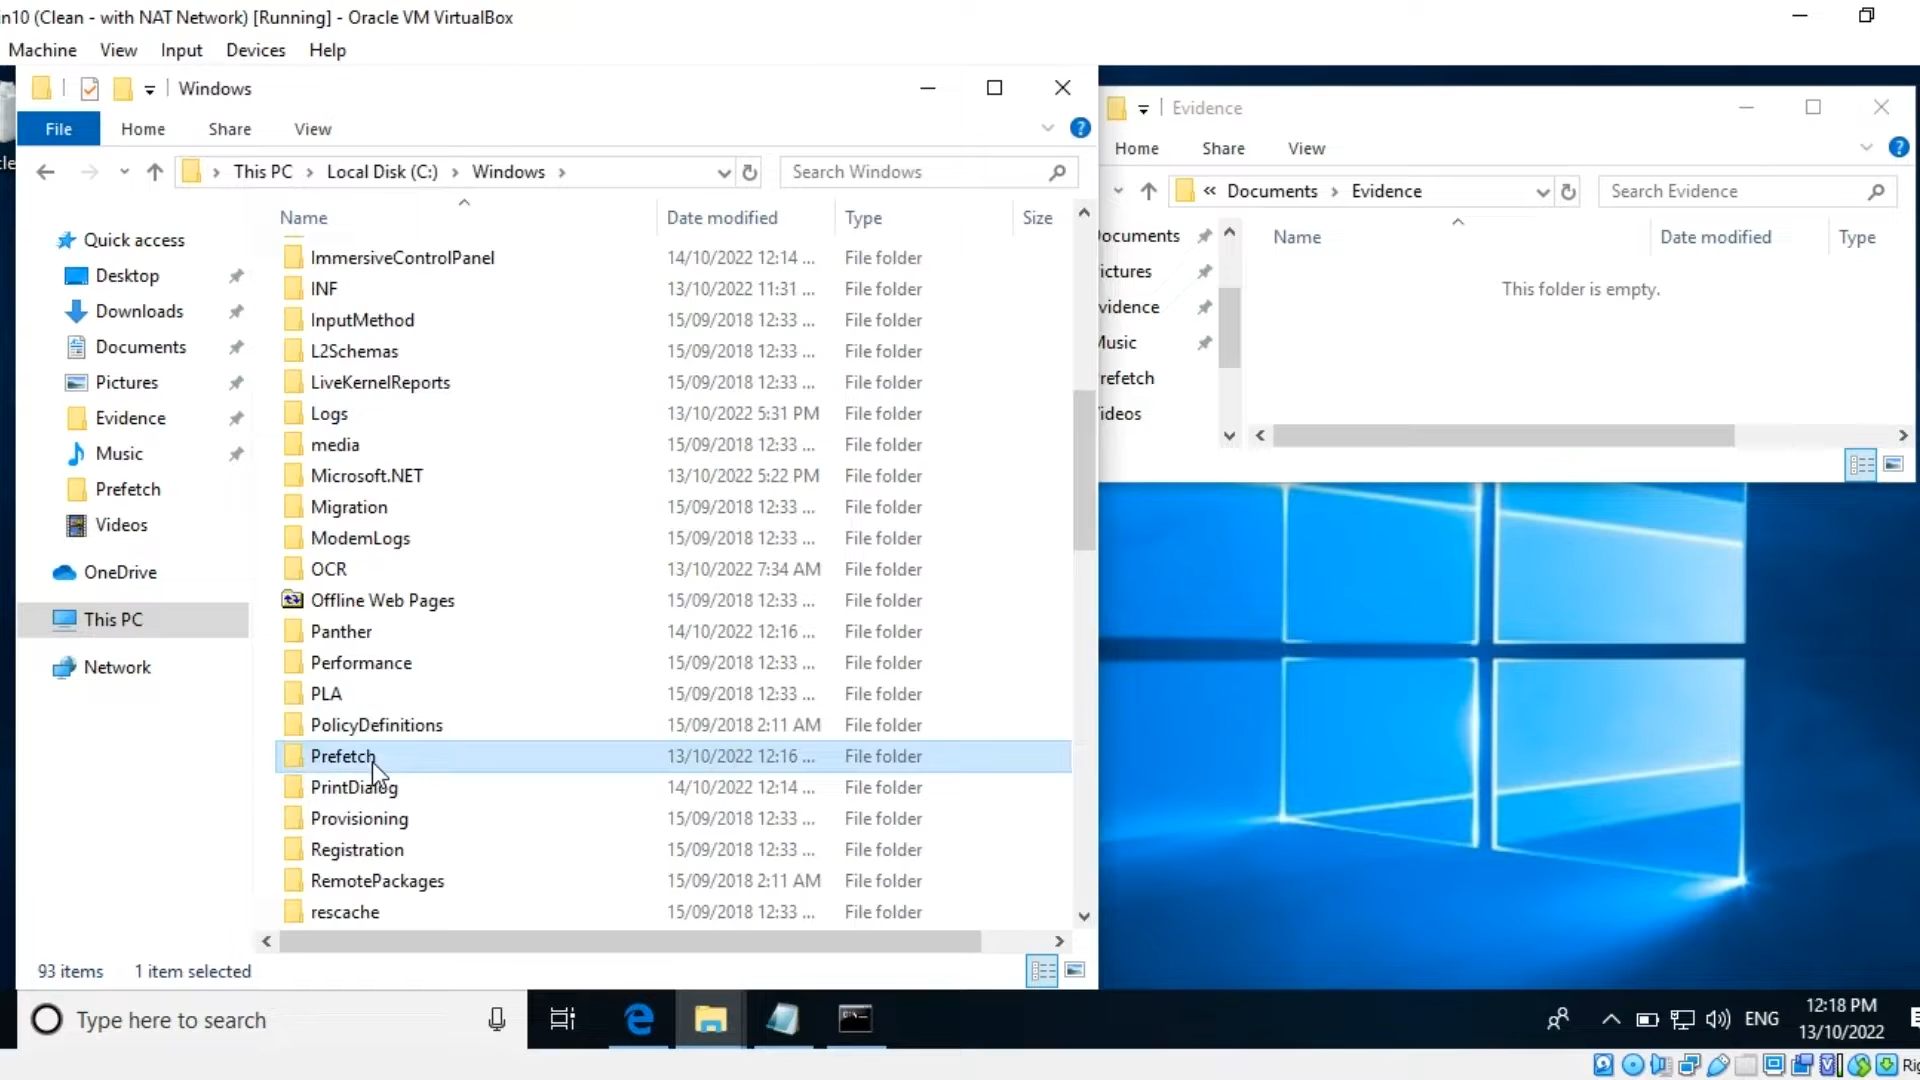 n10 (Clean - with NAT Network) [Running] - Oracle VM VirtualBox
Machine View Input Devices Help
Windows
File Home Share View
This PC › Local Disk (C:) › Windows ›
Search Windows
Name Date modified Type Size
Quick access
Desktop
Downloads
Documents
Pictures
Evidence
Music
Prefetch
Videos
OneDrive
This PC
Network
ImmersiveControlPanel 14/10/2022 12:14 ... File folder
INF 13/10/2022 11:31 ... File folder
InputMethod 15/09/2018 12:33 ... File folder
L2Schemas 15/09/2018 12:33 ... File folder
LiveKernelReports 15/09/2018 12:33 ... File folder
Logs 13/10/2022 5:31 PM File folder
media 15/09/2018 12:33 ... File folder
Microsoft.NET 13/10/2022 5:22 PM File folder
Migration 15/09/2018 12:33 ... File folder
ModemLogs 15/09/2018 12:33 ... File folder
OCR 13/10/2022 7:34 AM File folder
Offline Web Pages 15/09/2018 12:33 ... File folder
Panther 14/10/2022 12:16 ... File folder
Performance 15/09/2018 12:33 ... File folder
PLA 15/09/2018 12:33 ... File folder
PolicyDefinitions 15/09/2018 2:11 AM File folder
Prefetch 13/10/2022 12:16 ... File folder
PrintDialog 14/10/2022 12:14 ... File folder
Provisioning 15/09/2018 12:33 ... File folder
Registration 15/09/2018 12:33 ... File folder
RemotePackages 15/09/2018 2:11 AM File folder
rescache 15/09/2018 12:33 ... File folder
93 items 1 item selected
Evidence
Home Share View
« Documents › Evidence
Search Evidence
ocuments
ictures
vidence
Music
refetch
ideos
Name Date modified Type
This folder is empty.
Type here to search
ENG
12:18 PM
13/10/2022
Rig